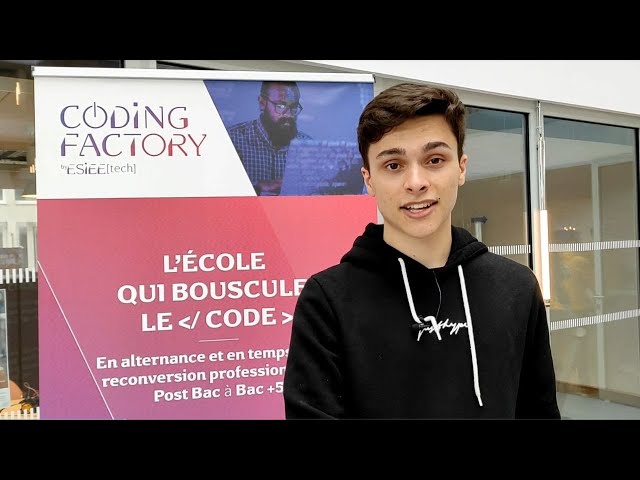 CODING
FACTORY
by ESIEE[tech]
L'ÉCOLE
QUI BOUSCULE
LE </ CODE >
En alternance et en temps
reconversion profession
Post Bac à Bac +5